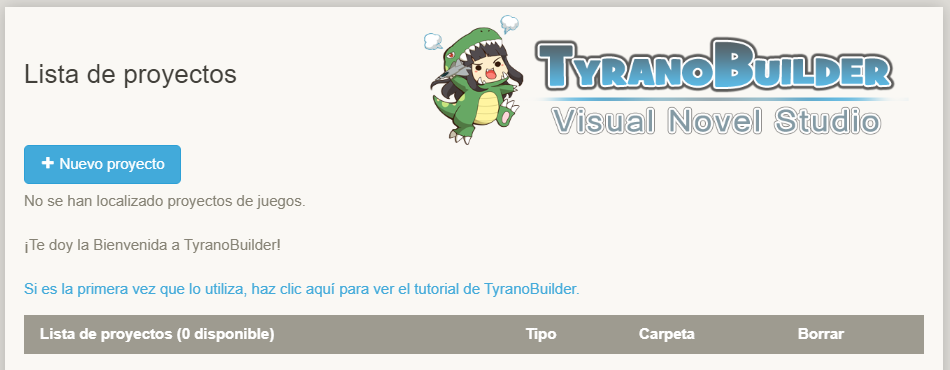 Lista de proyectos
TYRANOBUILDER
Visual Novel Studio
+ Nuevo proyecto
No se han localizado proyectos de juegos.
¡Te doy la Bienvenida a TyranoBuilder!
Si es la primera vez que lo utiliza, haz clic aquí para ver el tutorial de TyranoBuilder.
Lista de proyectos (0 disponible) Tipo Carpeta Borrar